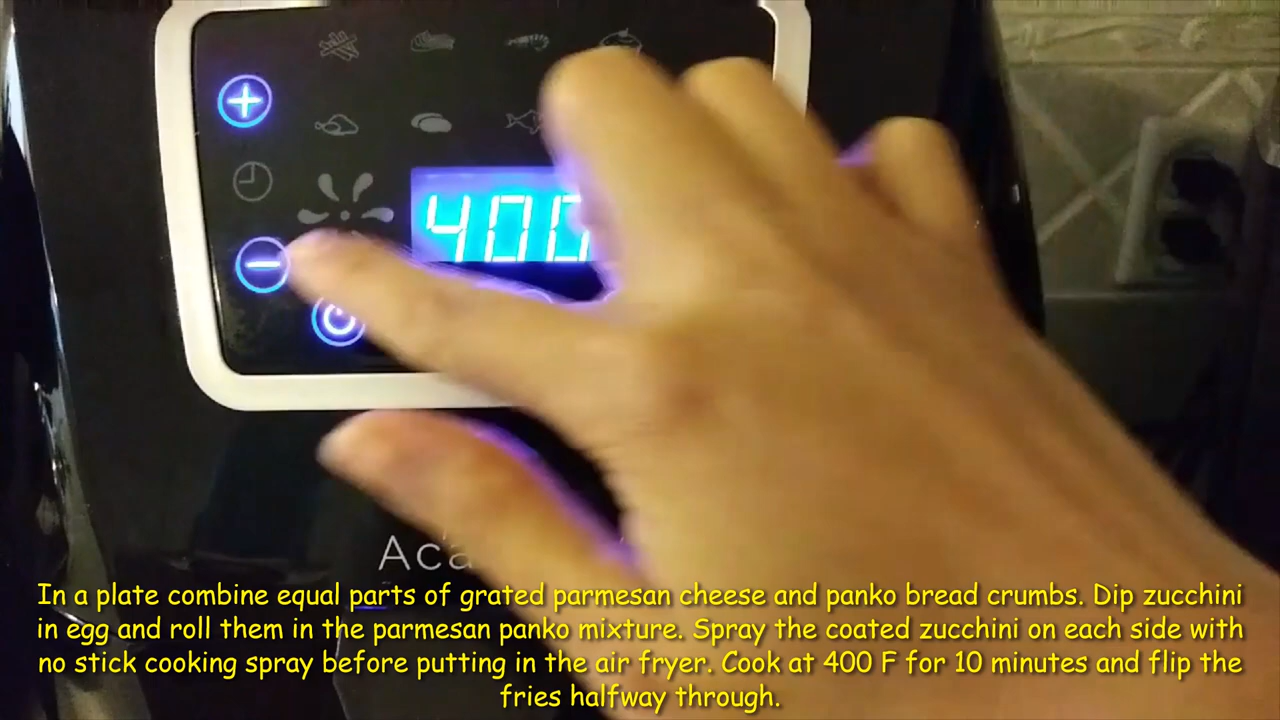 400
In a plate combine equal parts of grated parmesan cheese and panko bread crumbs. Dip zucchini
in egg and roll them in the parmesan panko mixture. Spray the coated zucchini on each side with
no stick cooking spray before putting in the air fryer. Cook at 400 F for 10 minutes and flip the
fries halfway through.